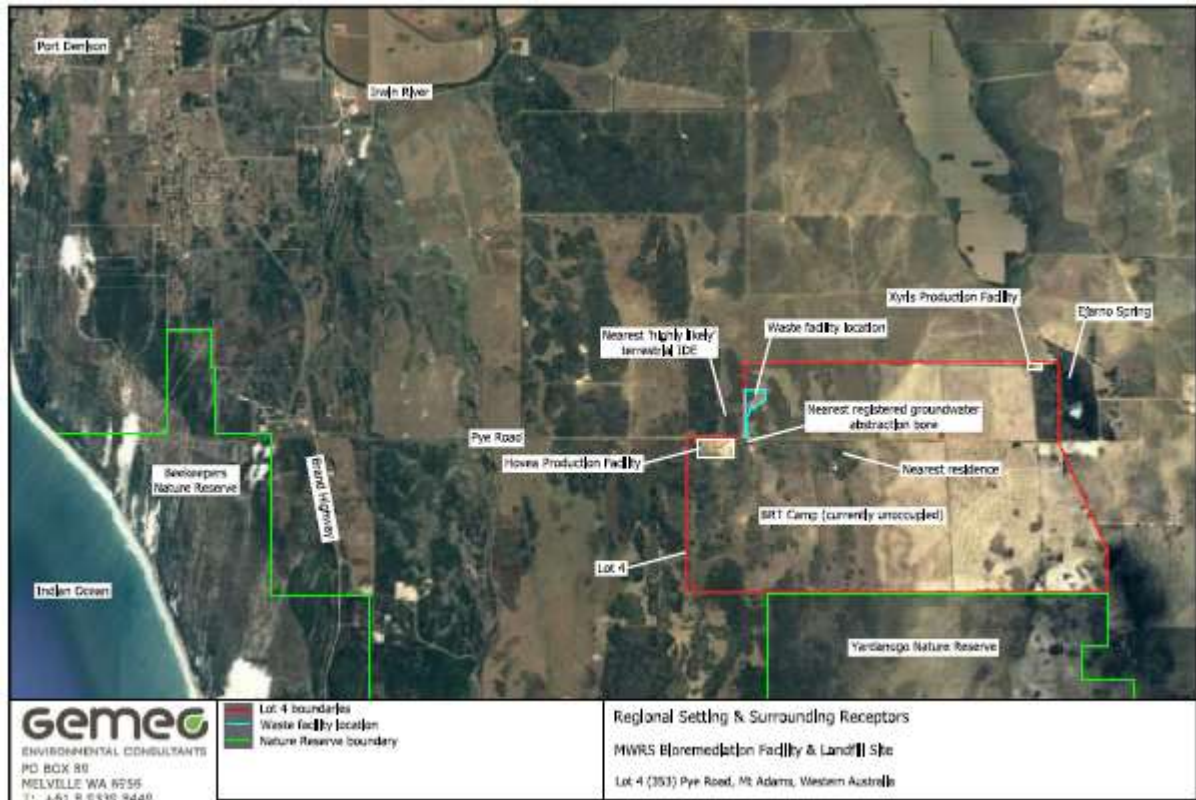 Port Denison
Irwin River
Xyris Production Facility
Ejarno Spring
Waste facility location
Nearest 'highly likely'
terrestrial IDE
Nearest registered groundwater
abstraction bore
Pye Road
Hovea Production Facility
Nearest residence
Beekeepers
Nature Reserve
Brand Highway
BRT Camp (currently unoccupied)
Lot 4
Indian Ocean
Yardanogo Nature Reserve
Gemec
ENVIRONMENTAL CONSULTANTS
PO BOX 89
MELVILLE WA 6956
Lot 4 boundaries
Waste facility location
Nature Reserve boundary
Regional Setting & Surrounding Receptors
MWRS Bioremediation Facility & Landfill Site
Lot 4 (353) Pye Road, Mt Adams, Western Australia